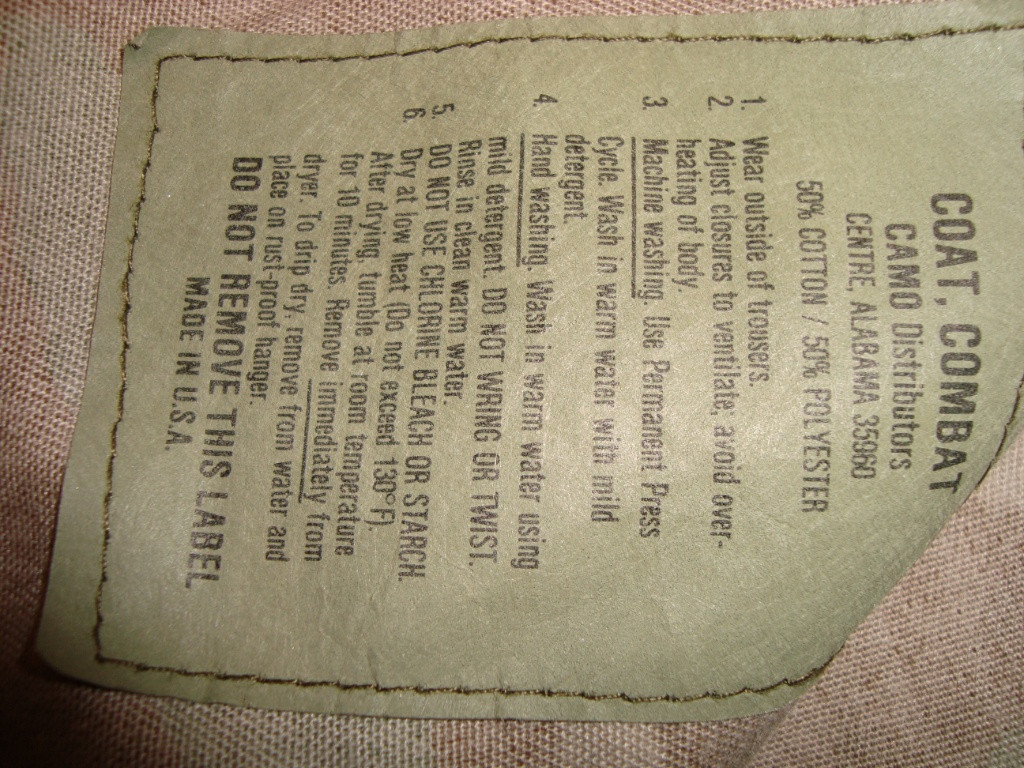 COAT, COMBAT
CAMO Distributors
CENTRE, ALABAMA 35960
50% COTTON / 50% POLYESTER
1. Wear outside of trousers.
2. Adjust closures to ventilate; avoid over-
heating of body.
3. Machine washing. Use Permanent Press
Cycle. Wash in warm water with mild
detergent.
4. Hand washing. Wash in warm water using
mild detergent. DO NOT WRING OR TWIST.
Rinse in clean warm water.
5. DO NOT USE CHLORINE BLEACH OR STARCH.
6. Dry at low heat (Do not exceed 130°F).
After drying, tumble at room temperature
for 10 minutes. Remove immediately from
dryer. To drip dry, remove from water and
place on rust-proof hanger.
DO NOT REMOVE THIS LABEL
MADE IN U.S.A.